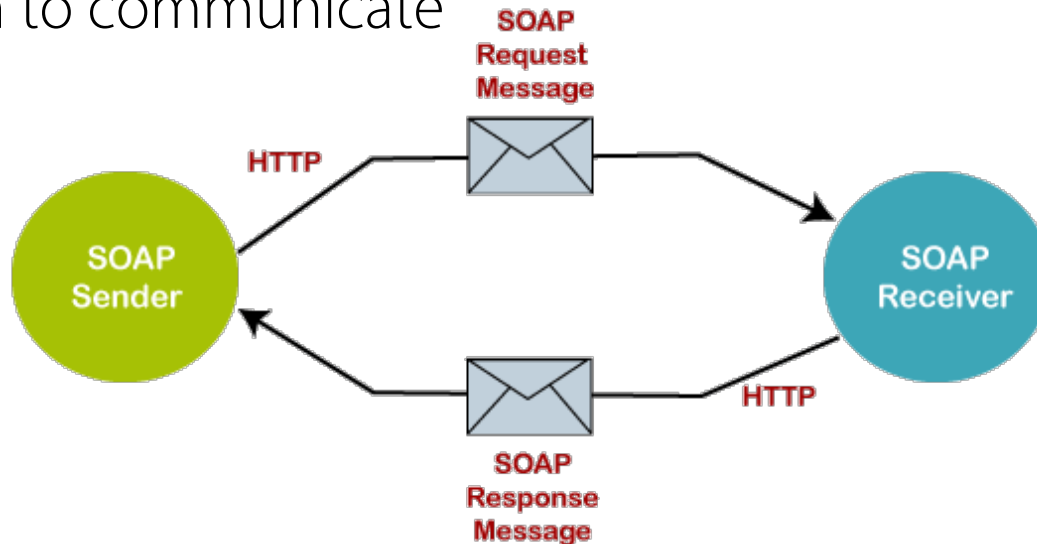 to communicate
SOAP
Request
Message
HTTP
SOAP
Sender
SOAP
Receiver
HTTP
SOAP
Response
Message